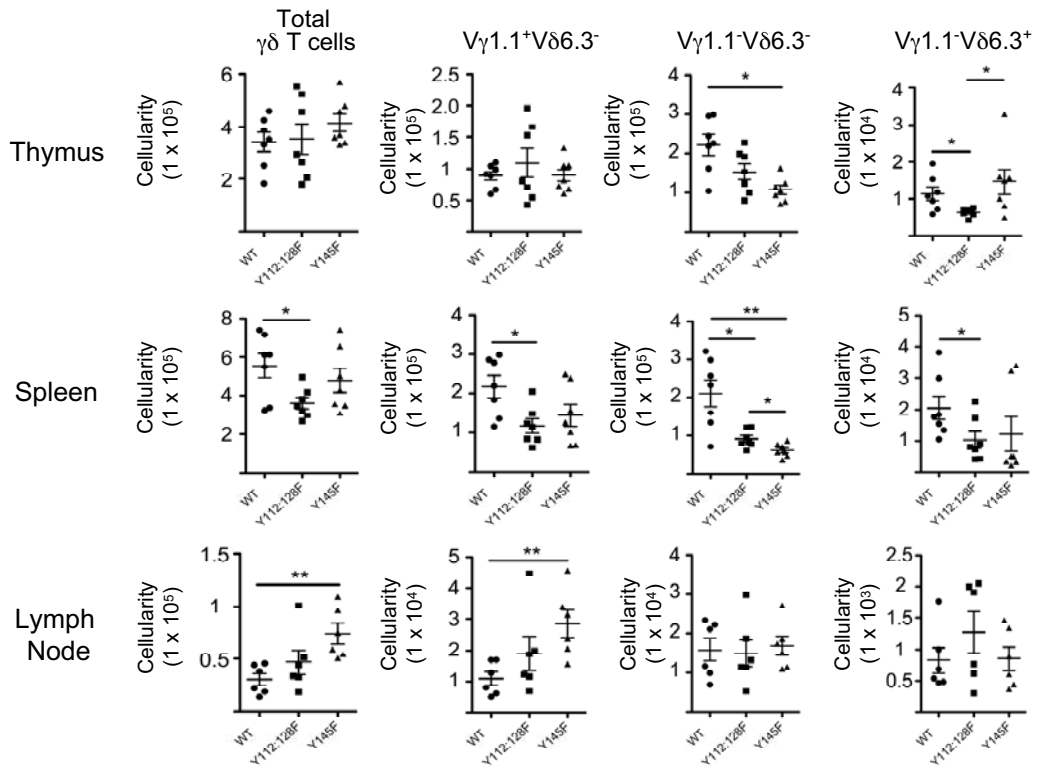 Total
γδ T cells
Vγ1.1⁺Vδ6.3⁻
Vγ1.1⁻Vδ6.3⁻
Vγ1.1⁻Vδ6.3⁺
Thymus
Cellularity
(1 x 10⁵)
6
4
2
WT
Y112:128F
Y145F
Cellularity
(1 x 10⁵)
2.5
2.0
1.5
1
0.5
WT
Y112:128F
Y145F
Cellularity
(1 x 10⁵)
4
3
2
1
*
WT
Y112:128F
Y145F
Cellularity
(1 x 10⁴)
4
3
2
1
*
*
WT
Y112:128F
Y145F
Spleen
Cellularity
(1 x 10⁵)
8
6
4
2
*
WT
Y112:128F
Y145F
Cellularity
(1 x 10⁵)
4
3
2
1
*
WT
Y112:128F
Y145F
Cellularity
(1 x 10⁵)
4
3
2
1
**
*
*
WT
Y112:128F
Y145F
Cellularity
(1 x 10⁴)
5
4
3
2
1
*
WT
Y112:128F
Y145F
Lymph
Node
Cellularity
(1 x 10⁵)
1.5
1
0.5
**
WT
Y112:128F
Y145F
Cellularity
(1 x 10⁴)
5
4
3
2
1
**
WT
Y112:128F
Y145F
Cellularity
(1 x 10⁴)
4
3
2
1
WT
Y112:128F
Y145F
Cellularity
(1 x 10³)
2.5
2
1.5
1
0.5
WT
Y112:128F
Y145F